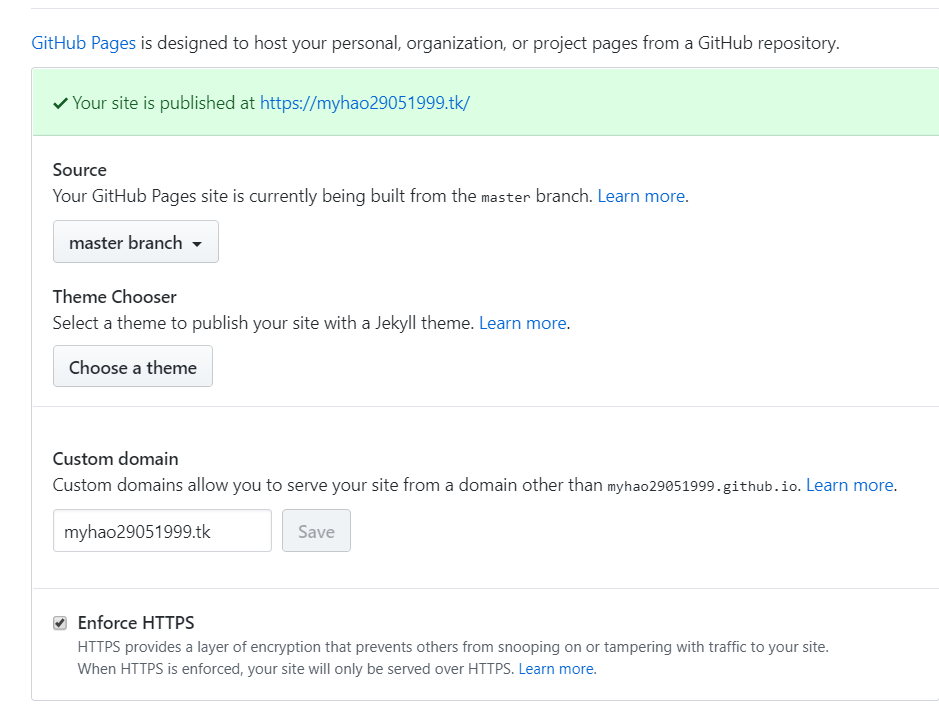 GitHub Pages is designed to host your personal, organization, or project pages from a GitHub repository.
Your site is published at https://myhao29051999.tk/
Source
Your GitHub Pages site is currently being built from the master branch. Learn more.
master branch
Theme Chooser
Select a theme to publish your site with a Jekyll theme. Learn more.
Choose a theme
Custom domain
Custom domains allow you to serve your site from a domain other than myhao29051999.github.io. Learn more.
myhao29051999.tk Save
Enforce HTTPS
HTTPS provides a layer of encryption that prevents others from snooping on or tampering with traffic to your site.
When HTTPS is enforced, your site will only be served over HTTPS. Learn more.